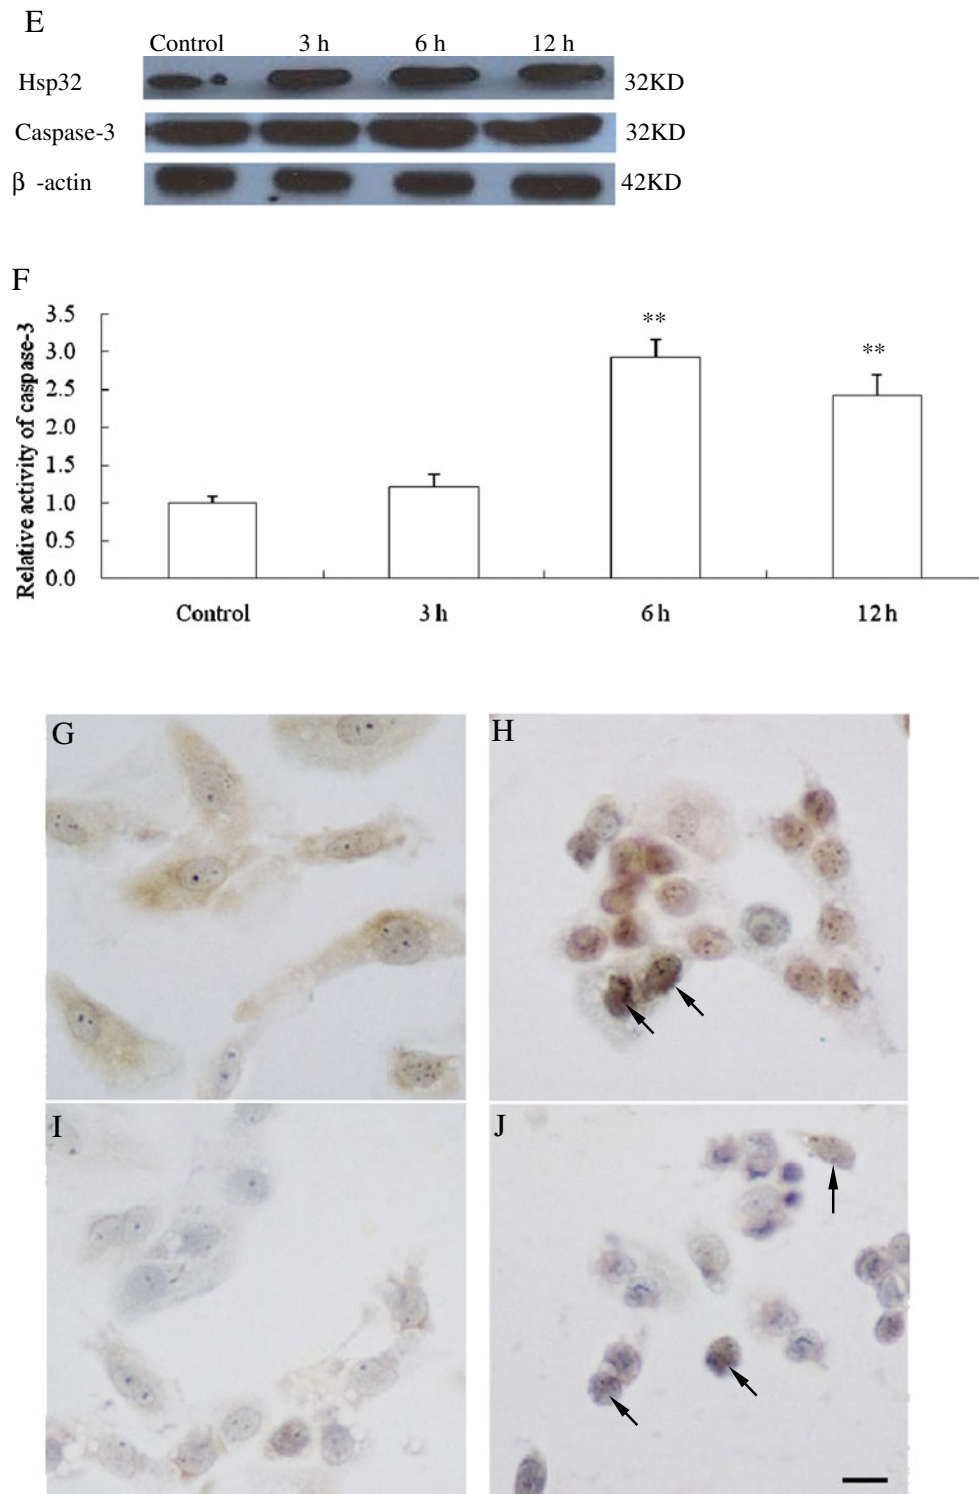 E
Control 3 h 6 h 12 h
Hsp32 32KD
Caspase-3 32KD
β -actin 42KD
F
Relative activity of caspase-3
3.5
3.0
2.5
2.0
1.5
1.0
0.5
0.0
**
**
Control 3 h 6 h 12 h
G
H
I
J